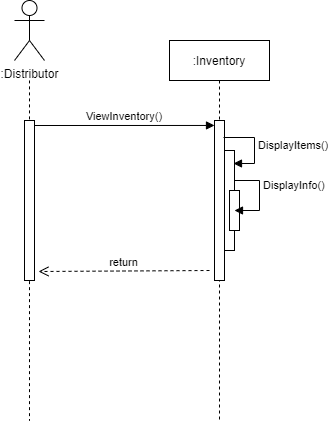 :Distributor
:Inventory
ViewInventory()
DisplayItems()
DisplayInfo()
return